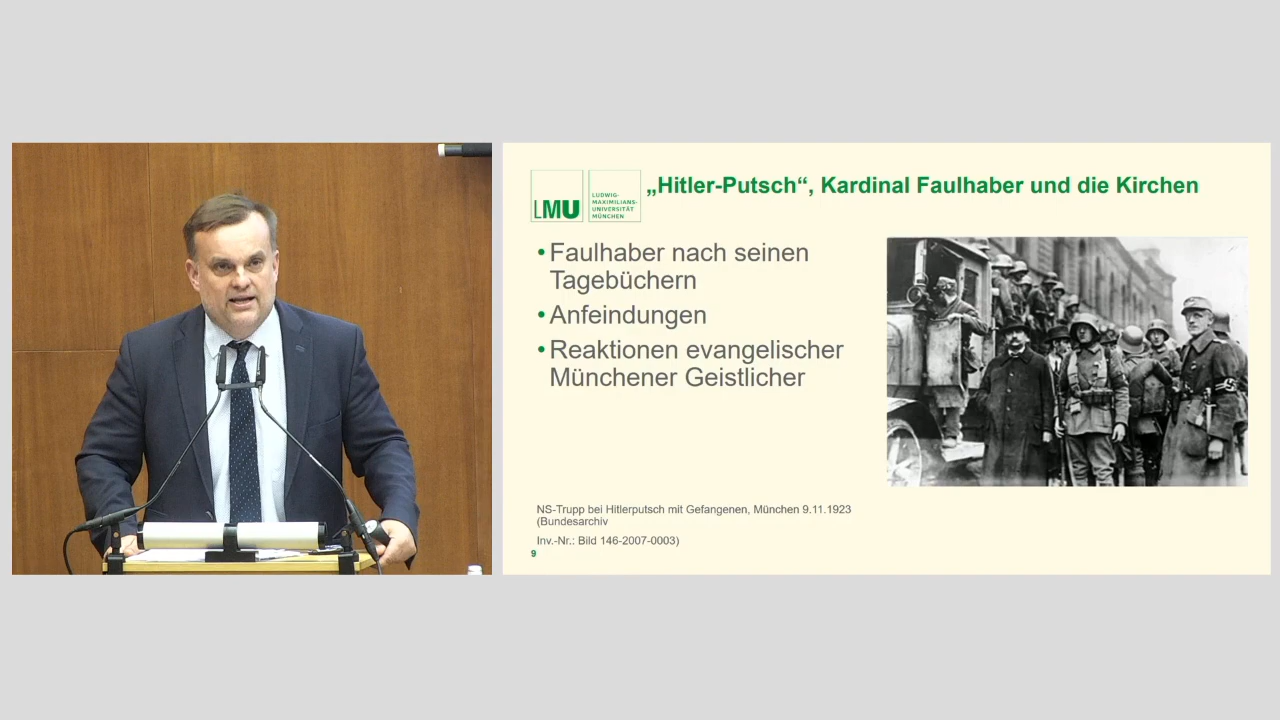 „Hitler-Putsch“, Kardinal Faulhaber und die Kirchen
LMU
LUDWIG-
MAXIMILIANS-
UNIVERSITÄT
MÜNCHEN
•Faulhaber nach seinen
Tagebüchern
•Anfeindungen
•Reaktionen evangelischer
Münchener Geistlicher
NS-Trupp bei Hitlerputsch mit Gefangenen, München 9.11.1923
(Bundesarchiv
Inv.-Nr.: Bild 146-2007-0003)
9